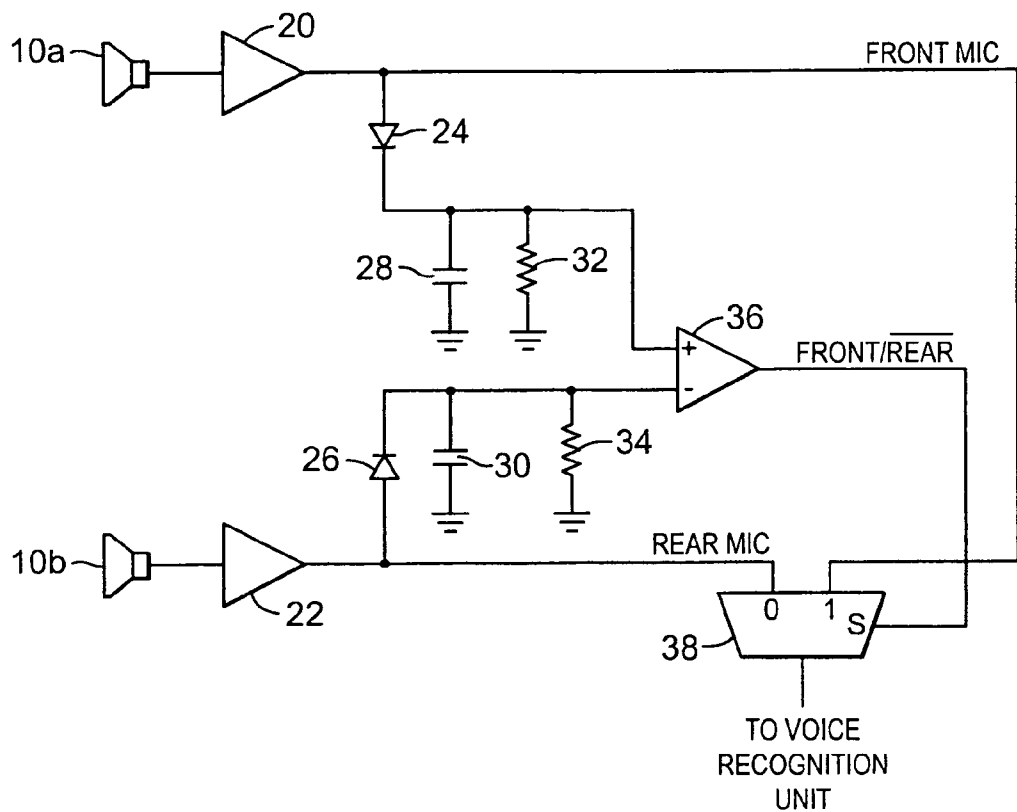 20
10a
FRONT MIC
24
28
32
36
+
-
FRONT/REAR
26
30
34
10b
REAR MIC
22
0 1 S
38
TO VOICE
RECOGNITION
UNIT